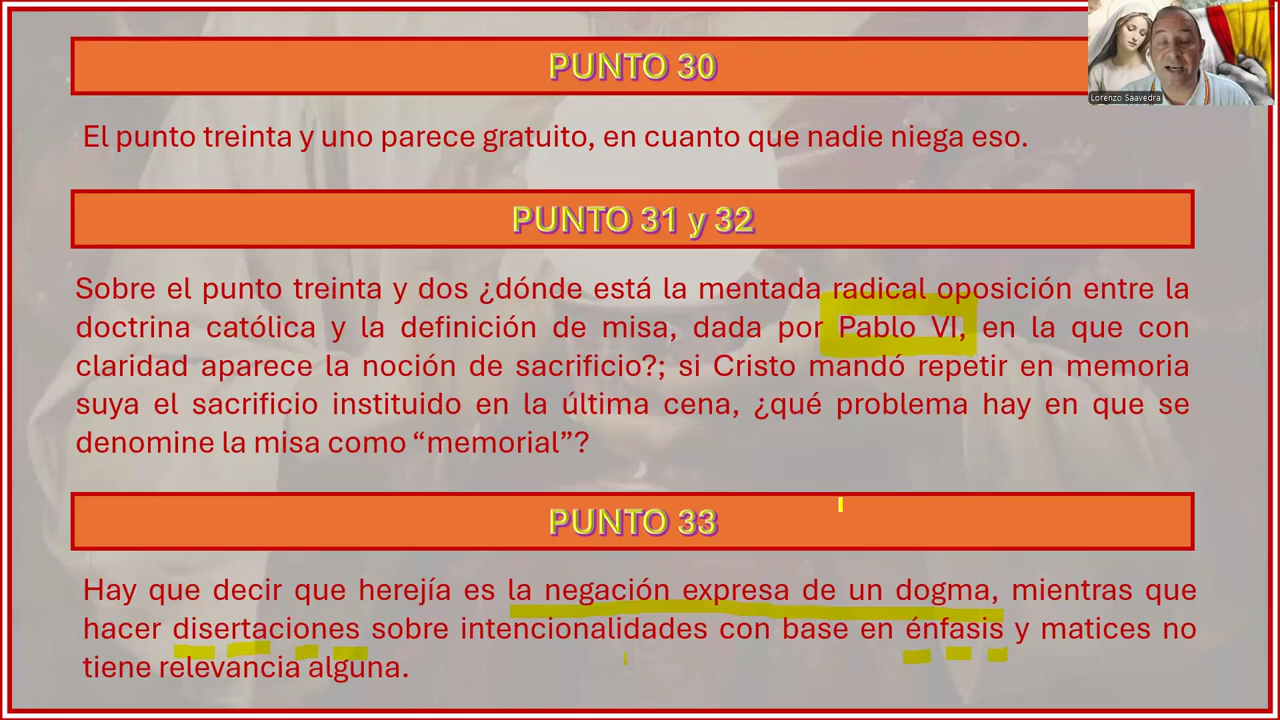 PUNTO 30
Lorenzo Saavedra
El punto treinta y uno parece gratuito, en cuanto que nadie niega eso.
PUNTO 31 y 32
Sobre el punto treinta y dos ¿dónde está la mentada radical oposición entre la
doctrina católica y la definición de misa, dada por Pablo VI, en la que con
claridad aparece la noción de sacrificio?; si Cristo mandó repetir en memoria
suya el sacrificio instituido en la última cena, ¿qué problema hay en que se
denomine la misa como “memorial”?
PUNTO 33
Hay que decir que herejía es la negación expresa de un dogma, mientras que
hacer disertaciones sobre intencionalidades con base en énfasis y matices no
tiene relevancia alguna.